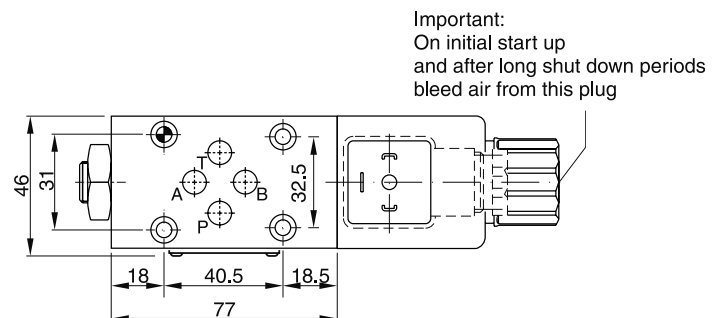 Important:
On initial start up
and after long shut down periods
bleed air from this plug
46
31
T
A
B
P
32.5
18
40.5
18.5
77